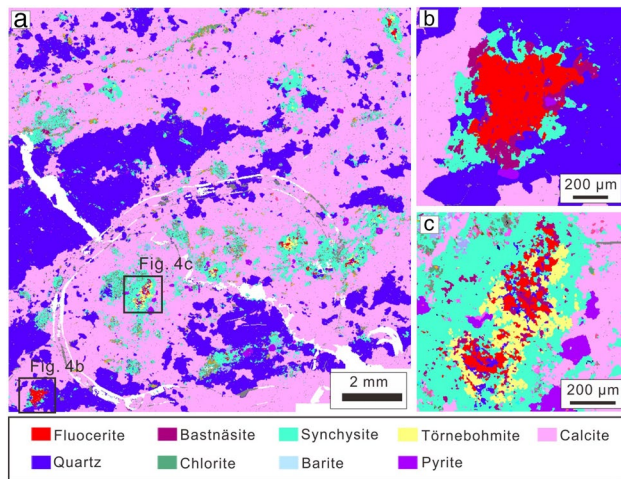 a
b
c
Fig. 4c
Fig. 4b
2 mm
200 µm
200 µm
Fluocerite Bastnäsite Synchysite Törnebohmite Calcite
Quartz Chlorite Barite Pyrite